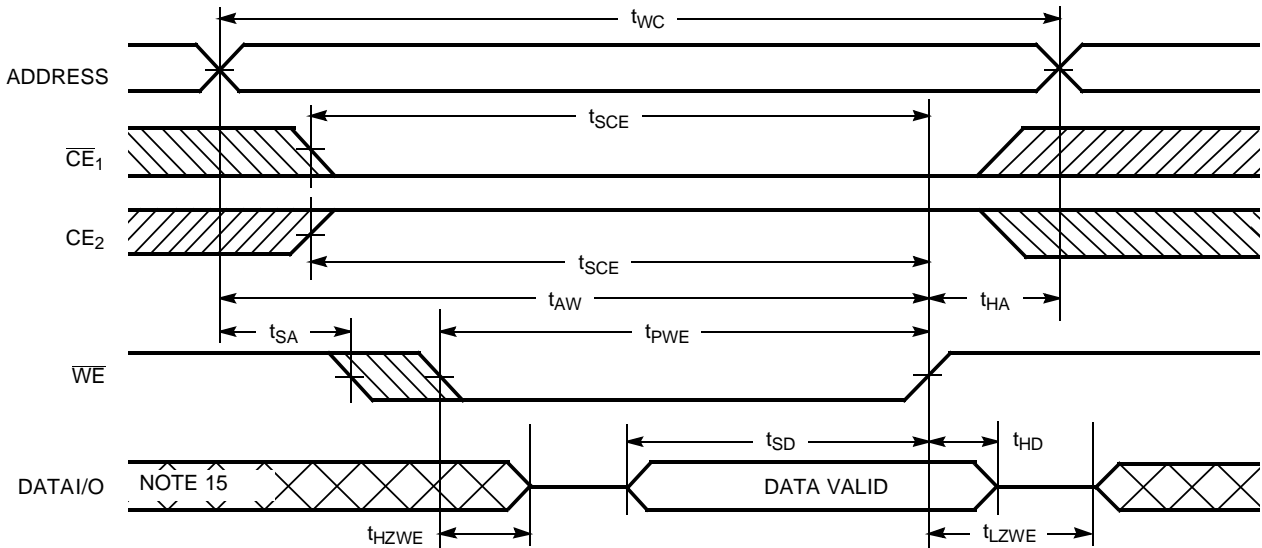 tWC
ADDRESS
tSCE
CE1
CE2
tSCE
tAW
tHA
tSA
tPWE
WE
tSD
tHD
DATAI/O
NOTE 15
DATA VALID
tHZWE
tLZWE